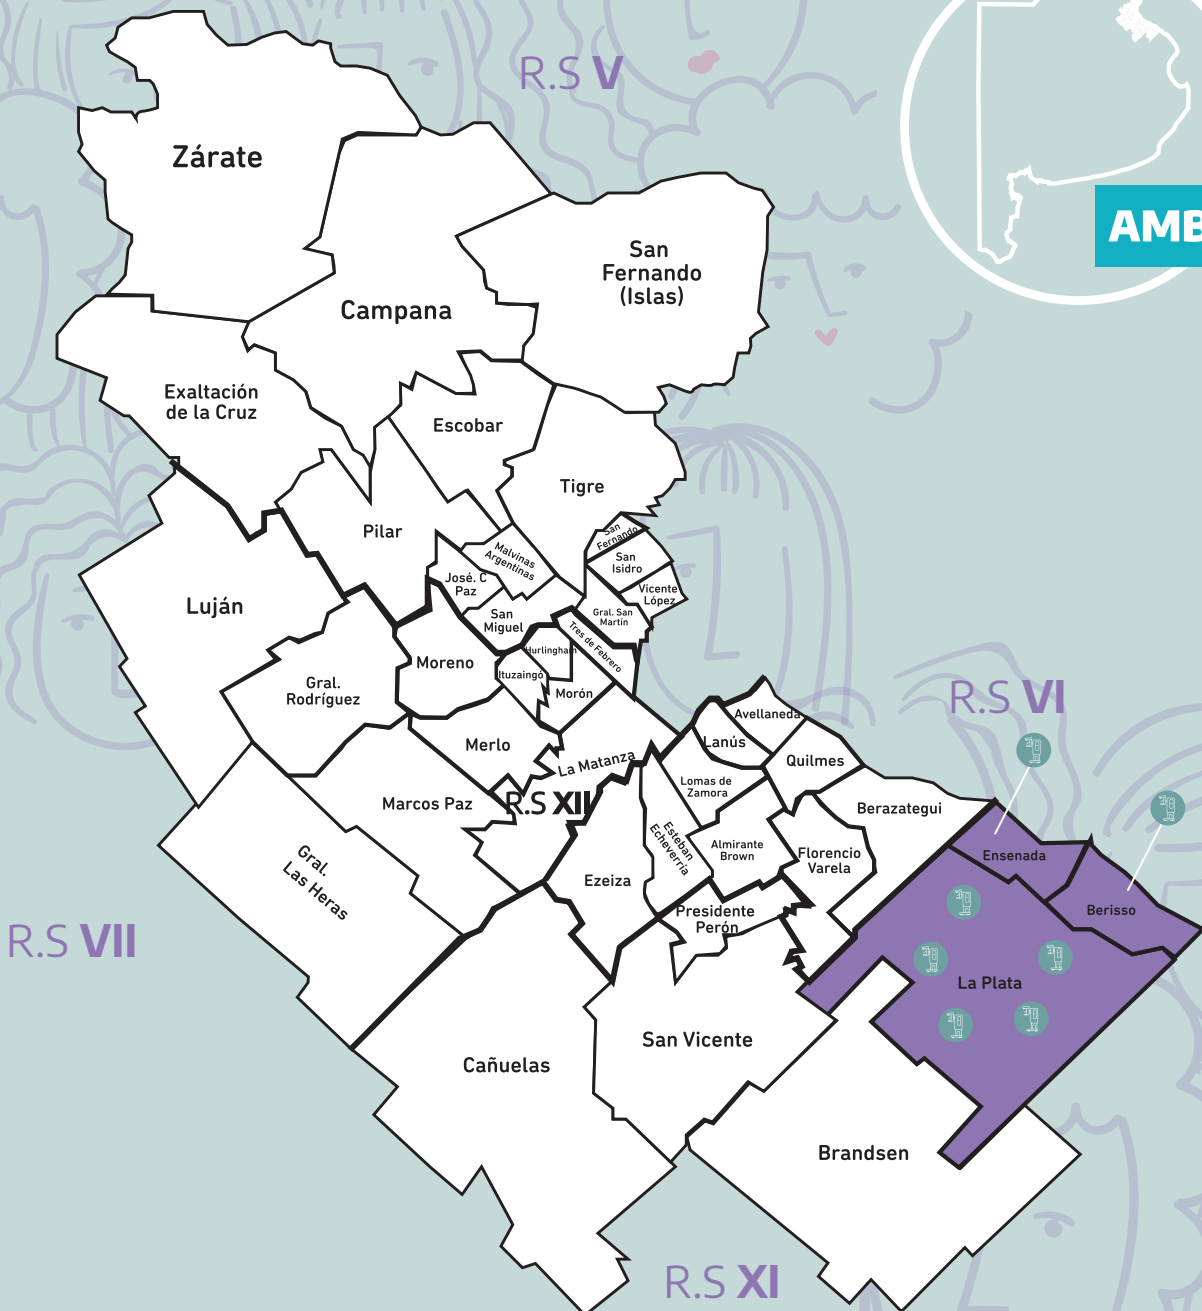 R.S V
AMB
Zárate
San
Fernando
(Islas)
Campana
Exaltación
de la Cruz
Escobar
Tigre
Pilar
San
Fernando
Malvinas
Argentinas
San
Isidro
José. C
Paz
Vicente
López
Luján
San
Miguel
Gral. San
Martín
Tres de Febrero
Hurlingham
Moreno
Ituzaingó
Gral.
Rodríguez
Morón
R.S VI
Avellaneda
Merlo
Lanús
La Matanza
Quilmes
Lomas de
Zamora
Marcos Paz
R.S XII
Berazategui
Esteban
Echeverría
Almirante
Brown
Florencio
Varela
Ensenada
Gral.
Las Heras
Ezeiza
Presidente
Perón
Berisso
R.S VII
La Plata
San Vicente
Cañuelas
Brandsen
R.S XI